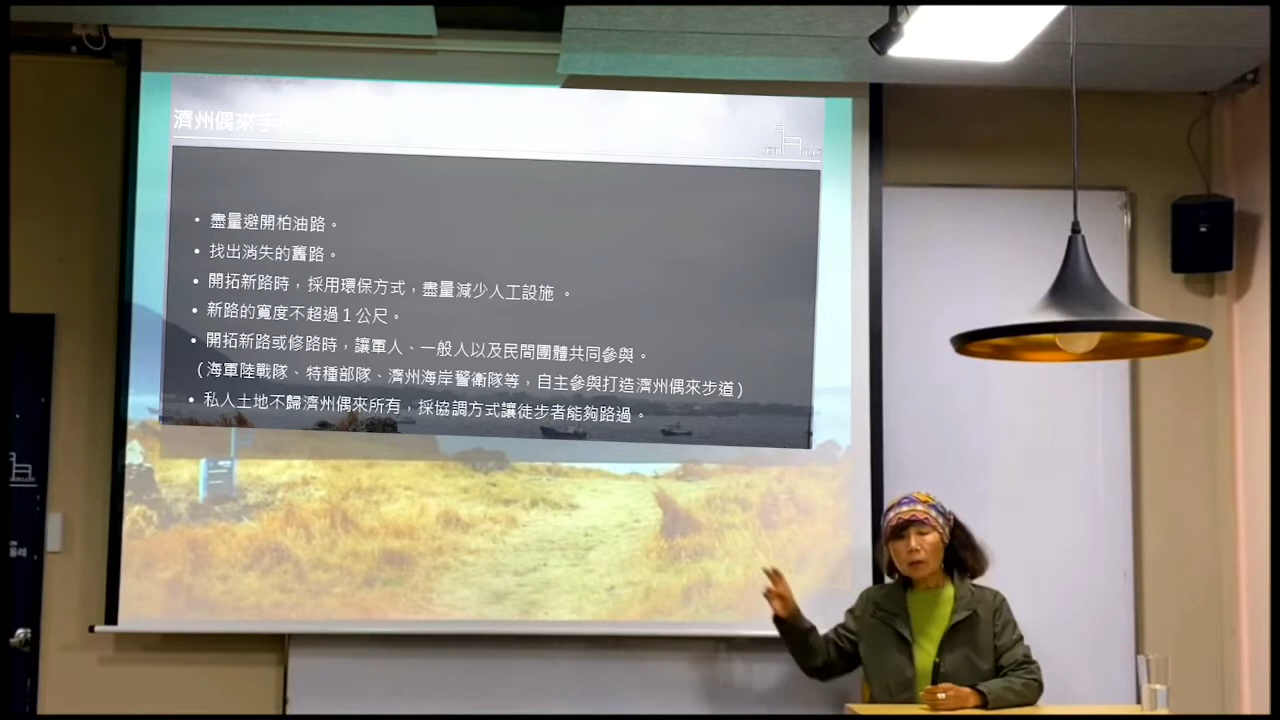 濟州偶來手
• 盡量避開柏油路。
• 找出消失的舊路。
• 開拓新路時，採用環保方式，盡量減少人工設施 。
• 新路的寬度不超過１公尺。
• 開拓新路或修路時，讓軍人、一般人以及民間團體共同參與。
(海軍陸戰隊、特種部隊、濟州海岸警衛隊等，自主參與打造濟州偶來步道)
• 私人土地不歸濟州偶來所有，採協調方式讓徒步者能夠路過。
올레